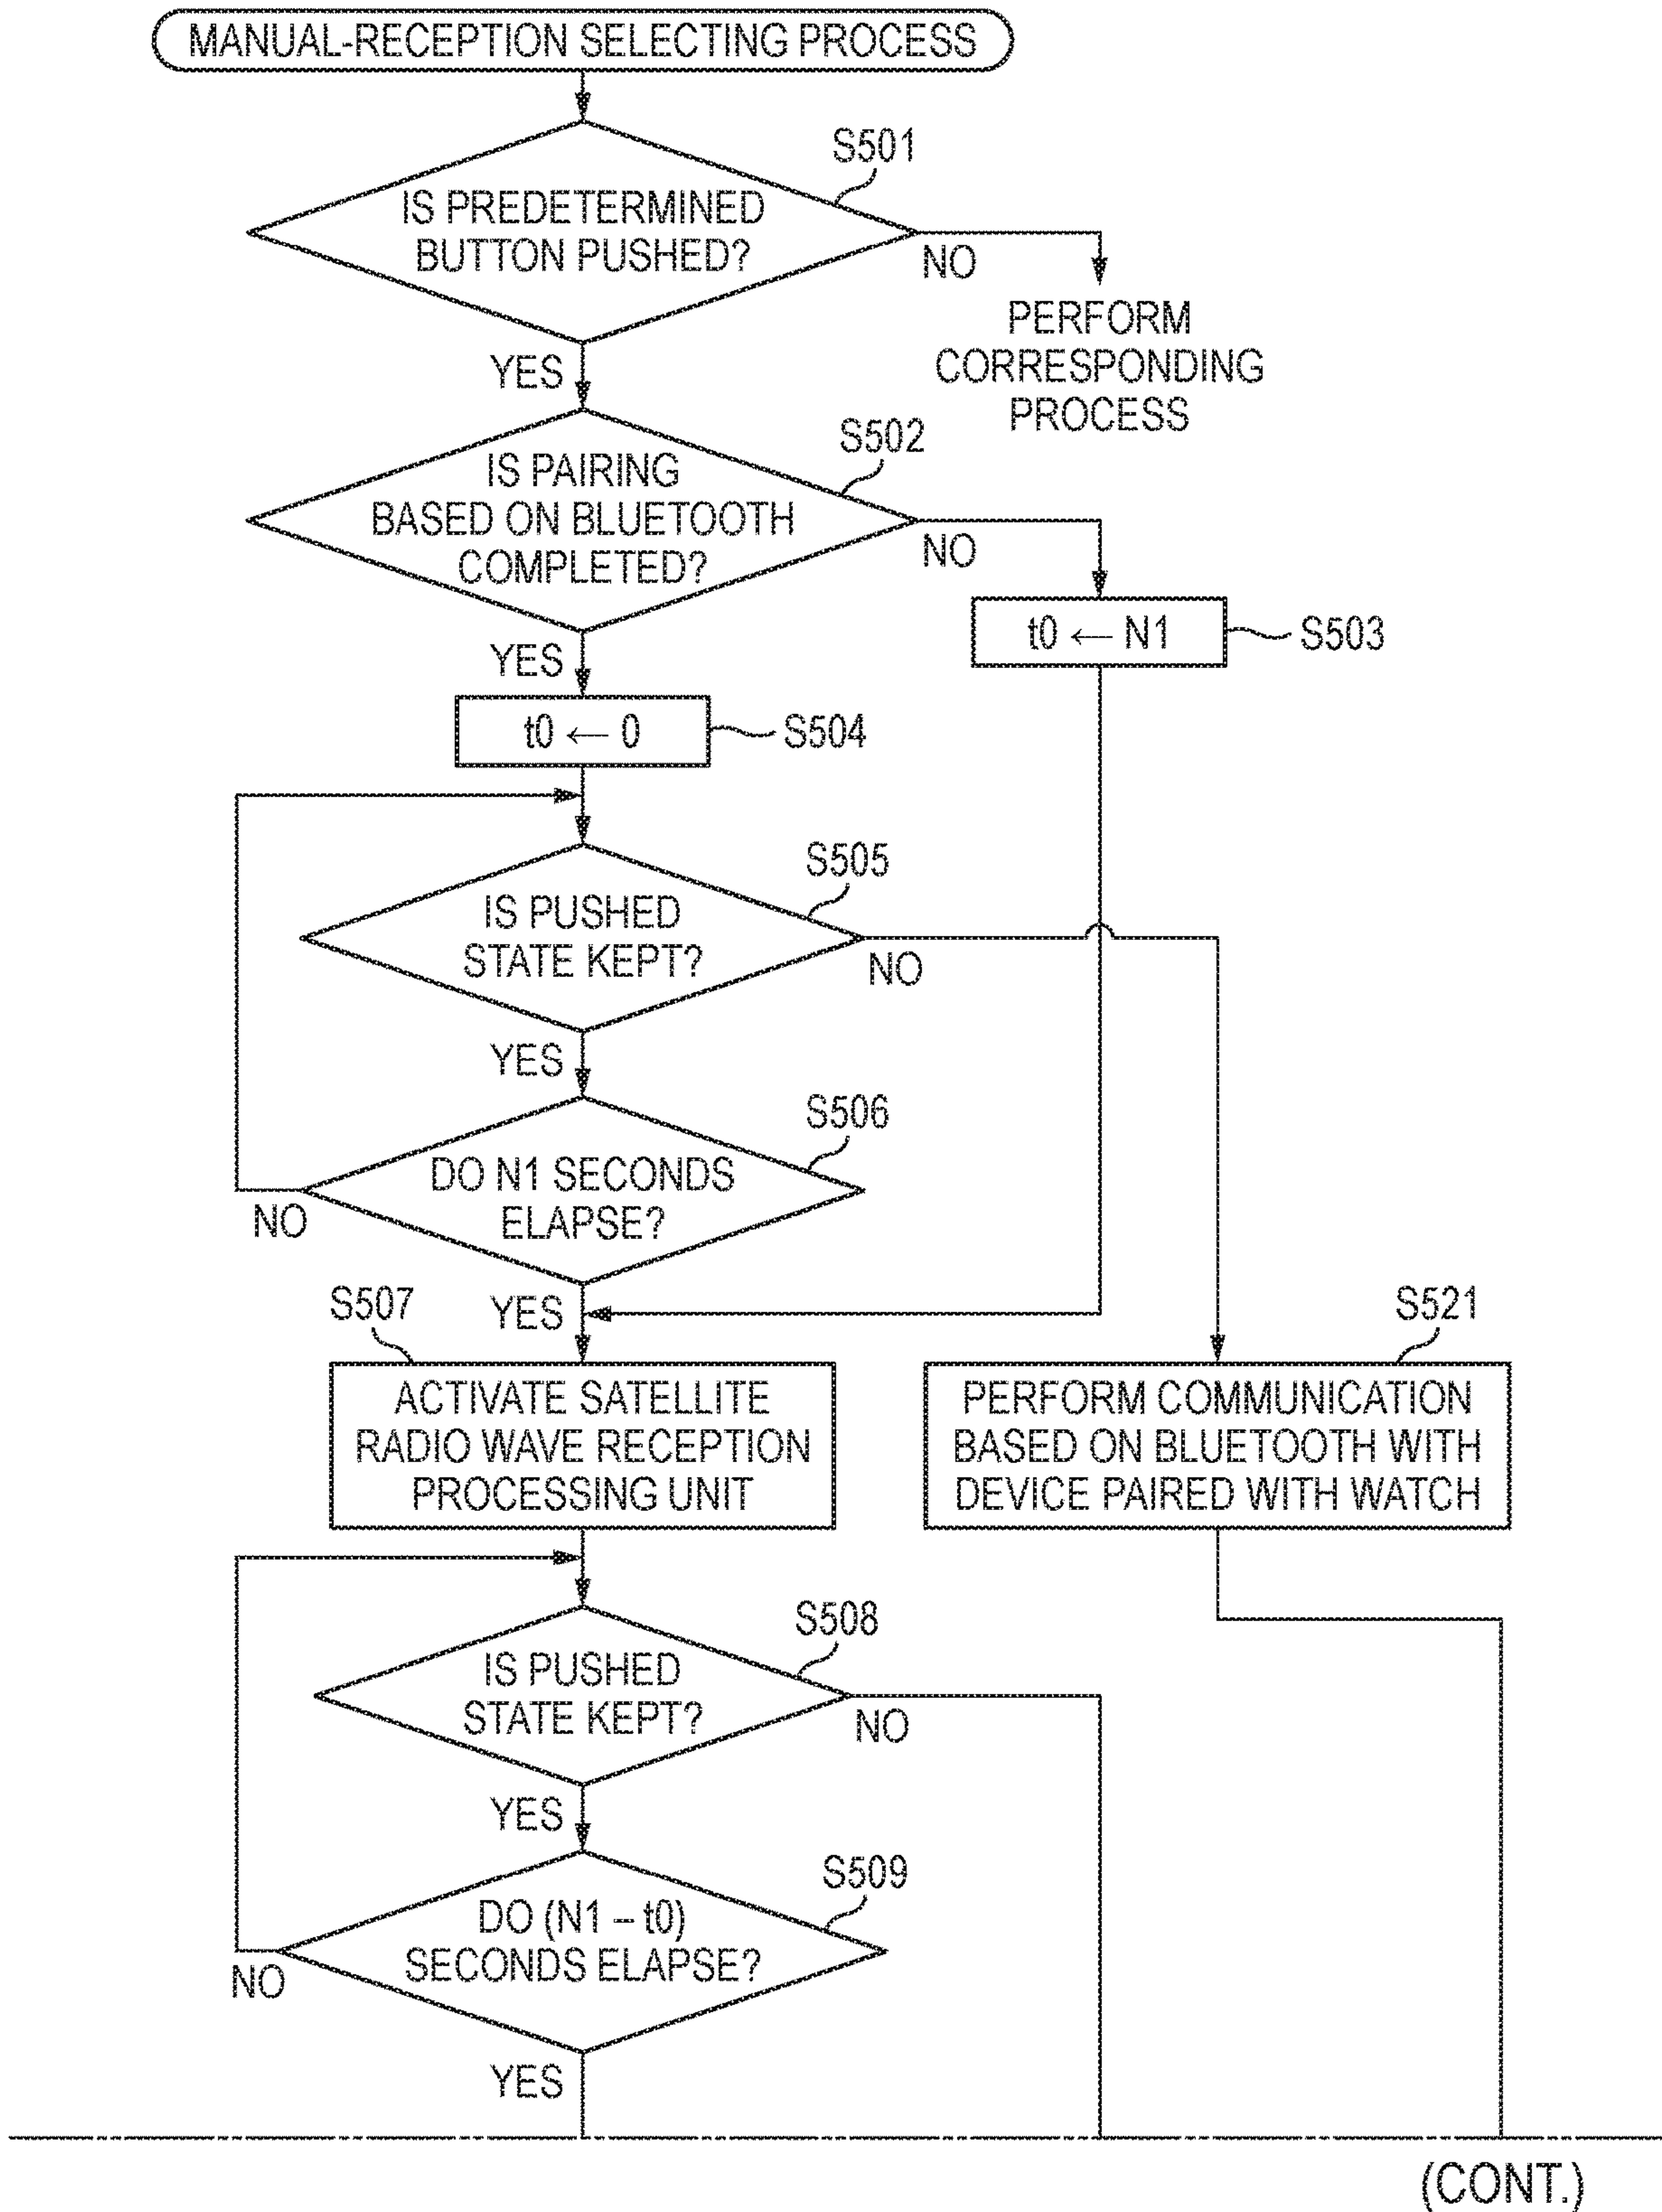 MANUAL-RECEPTION SELECTING PROCESS
S501
IS PREDETERMINED
BUTTON PUSHED?
NO
YES
PERFORM
CORRESPONDING
PROCESS
S502
IS PAIRING
BASED ON BLUETOOTH
COMPLETED?
NO
YES
t0 ← N1
S503
t0 ← 0
S504
S505
IS PUSHED
STATE KEPT?
NO
YES
S506
DO N1 SECONDS
ELAPSE?
NO
YES
S507
ACTIVATE SATELLITE
RADIO WAVE RECEPTION
PROCESSING UNIT
S521
PERFORM COMMUNICATION
BASED ON BLUETOOTH WITH
DEVICE PAIRED WITH WATCH
S508
IS PUSHED
STATE KEPT?
NO
YES
S509
DO (N1 – t0)
SECONDS ELAPSE?
NO
YES
(CONT.)